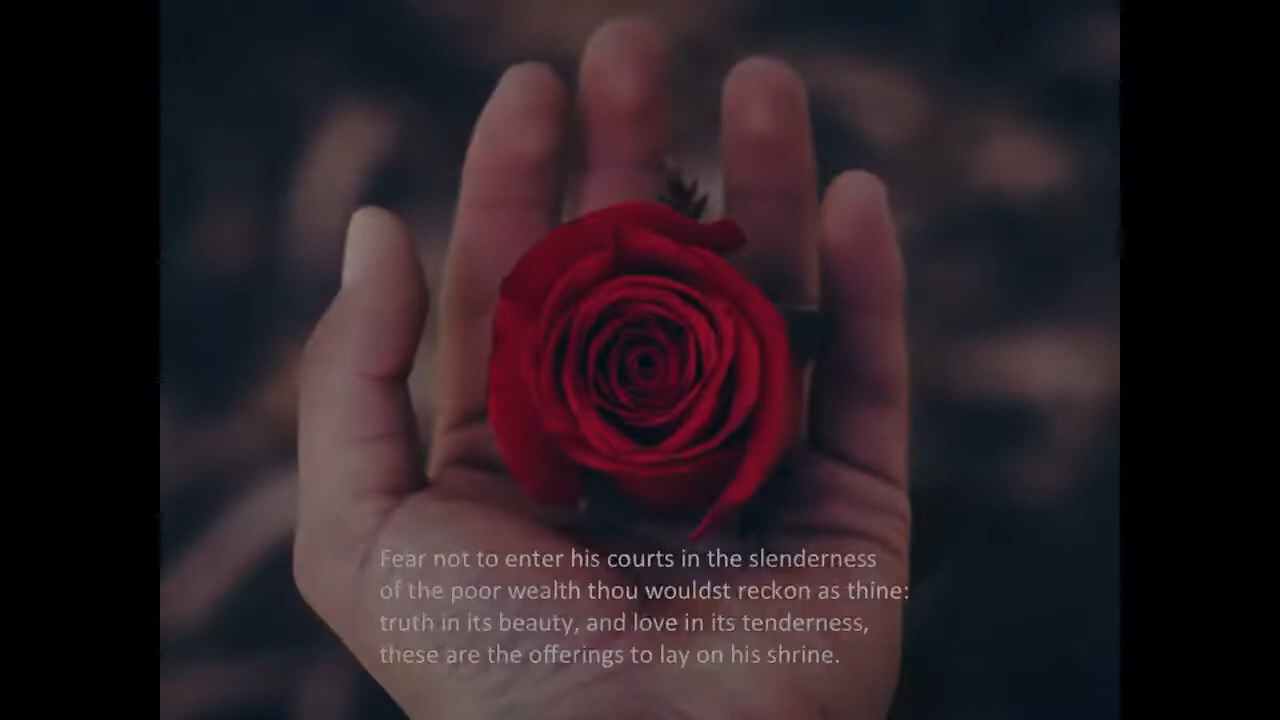 Fear not to enter his courts in the slenderness
of the poor wealth thou wouldst reckon as thine:
truth in its beauty, and love in its tenderness,
these are the offerings to lay on his shrine.